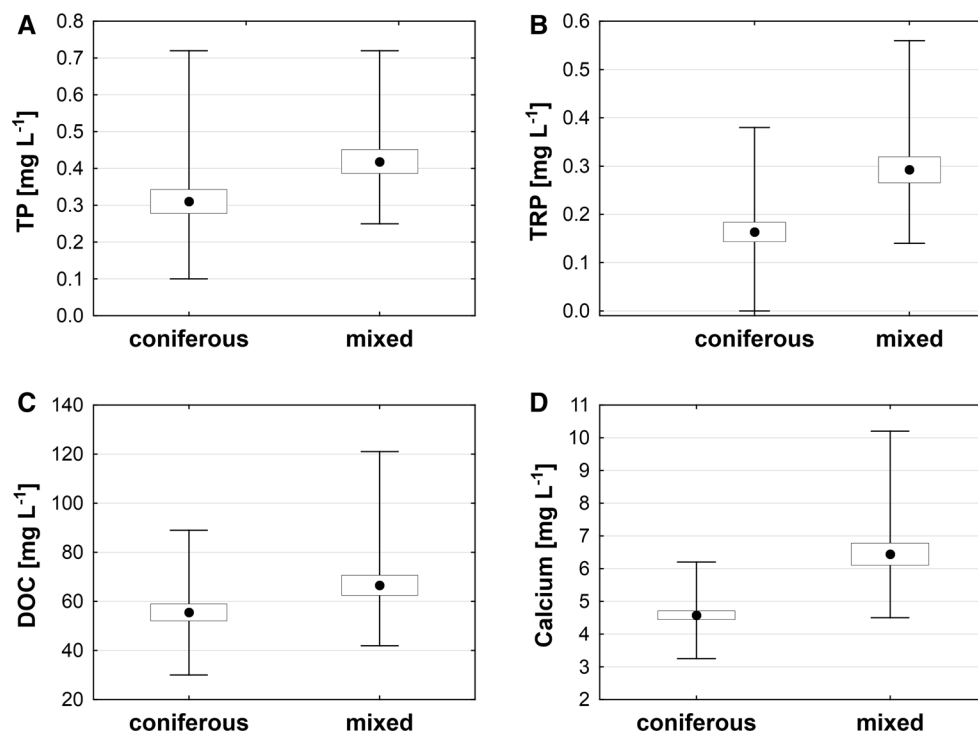 A
TP [mg L⁻¹]
0.8
0.7
0.6
0.5
0.4
0.3
0.2
0.1
0.0
coniferous mixed
B
TRP [mg L⁻¹]
0.6
0.5
0.4
0.3
0.2
0.1
0.0
coniferous mixed
C
DOC [mg L⁻¹]
140
120
100
80
60
40
20
coniferous mixed
D
Calcium [mg L⁻¹]
11
10
9
8
7
6
5
4
3
2
coniferous mixed